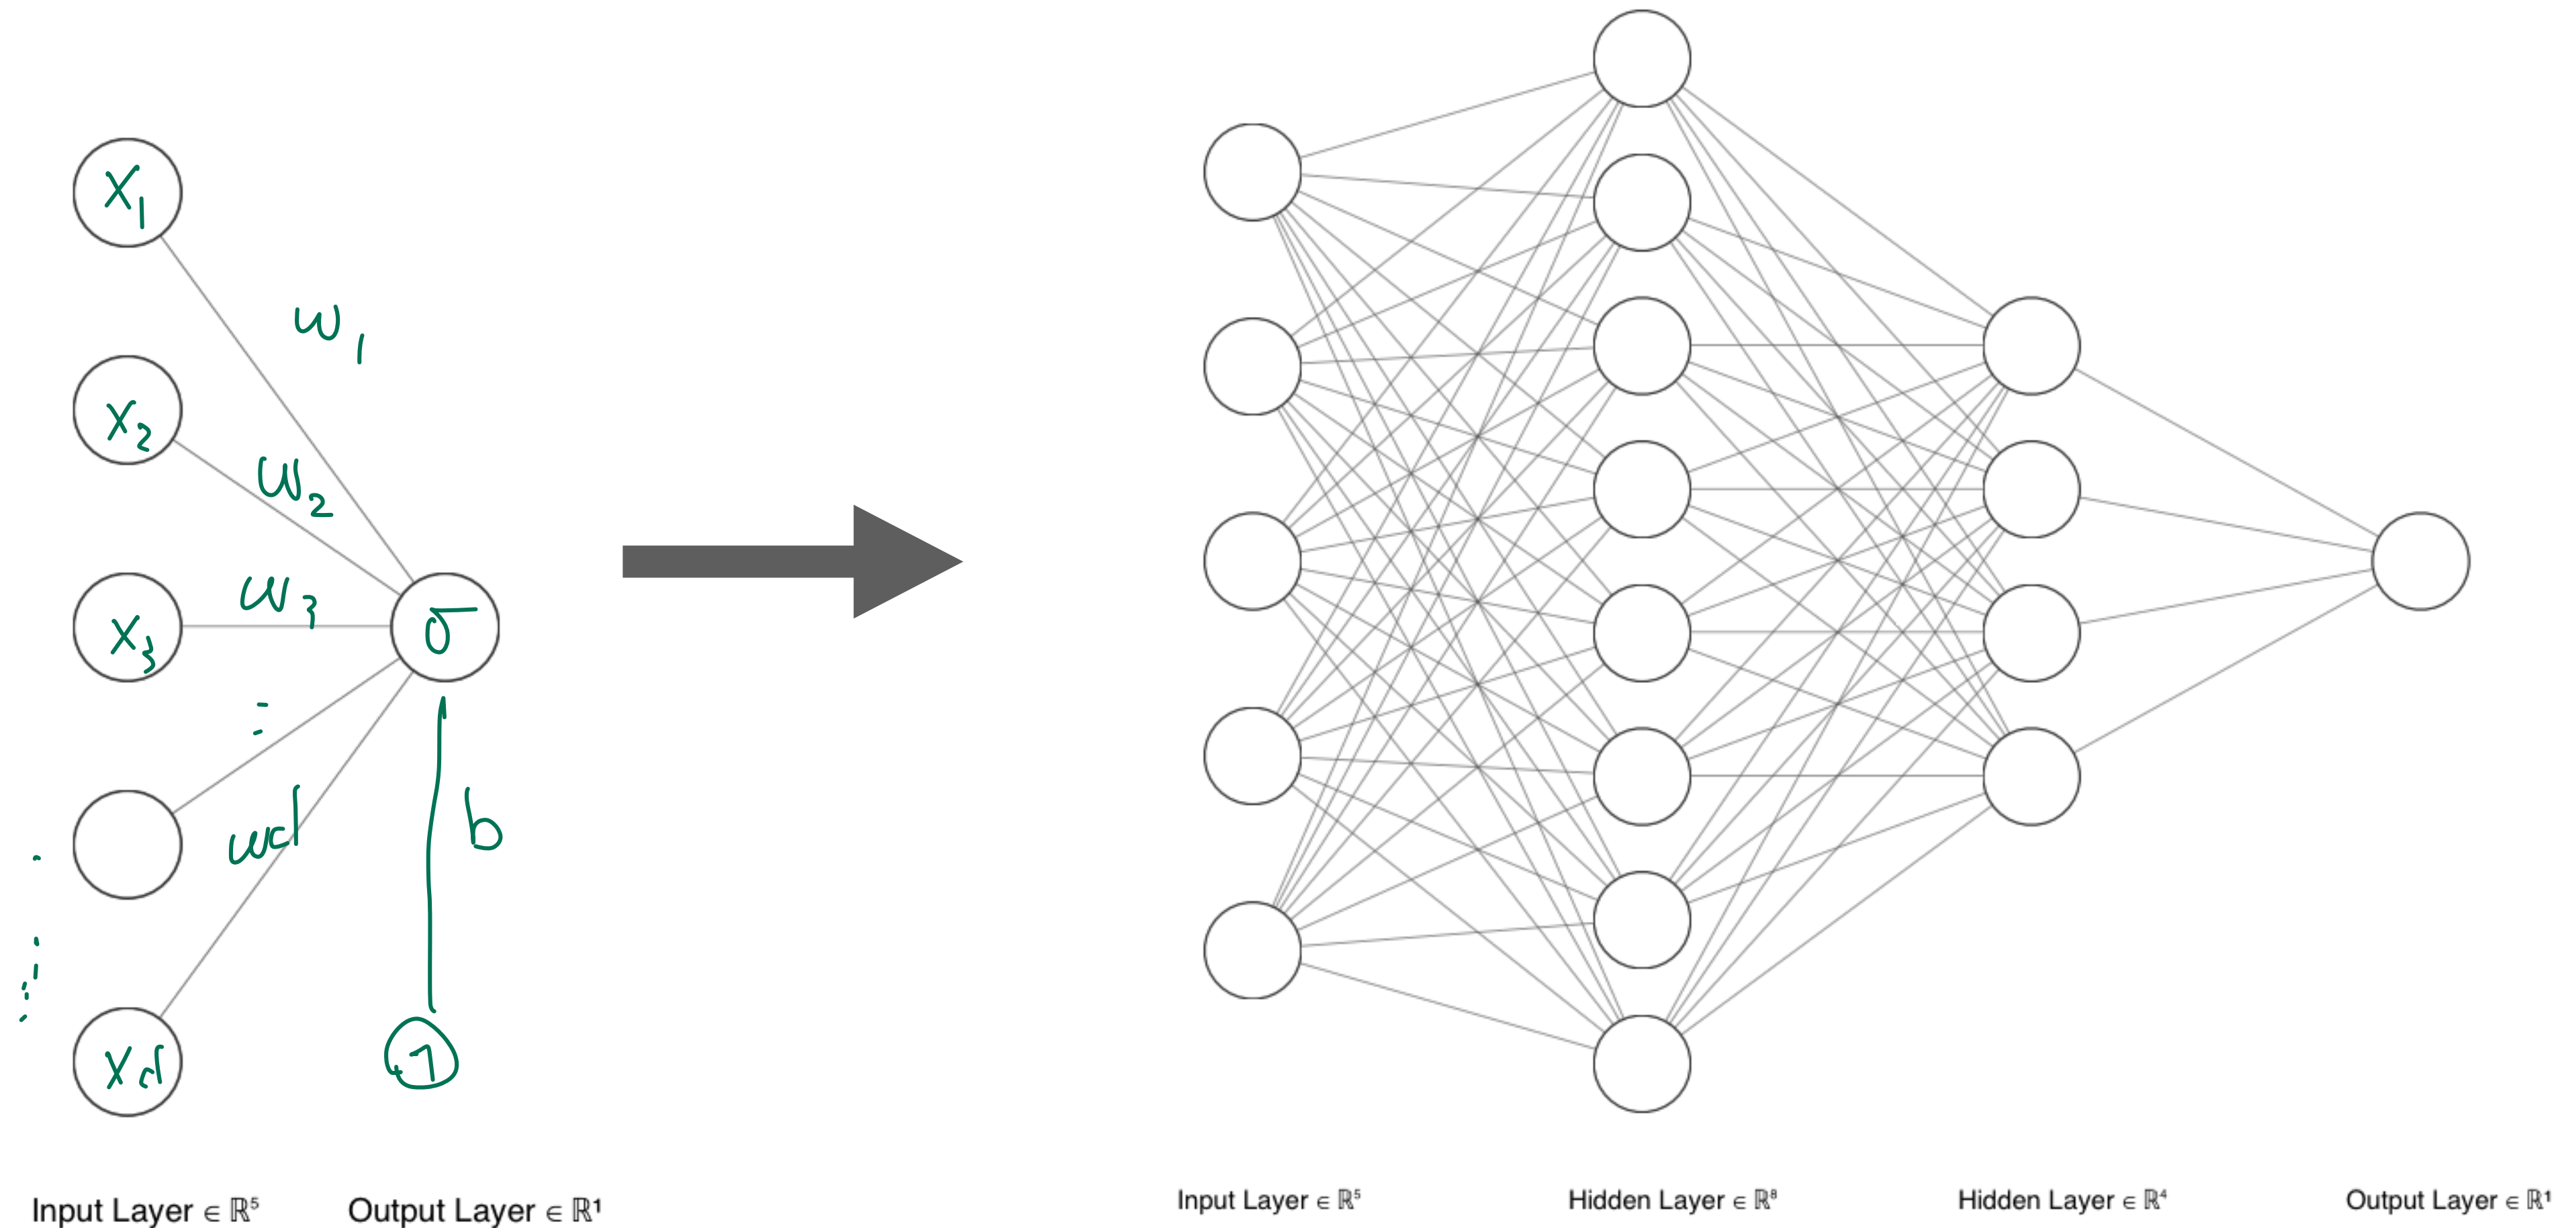 x1
w1
x2
w2
x3
w3
σ
wd
b
xd
1
Input Layer ∈ ℝ⁵
Output Layer ∈ ℝ¹
Input Layer ∈ ℝ⁵
Hidden Layer ∈ ℝ⁸
Hidden Layer ∈ ℝ⁴
Output Layer ∈ ℝ¹